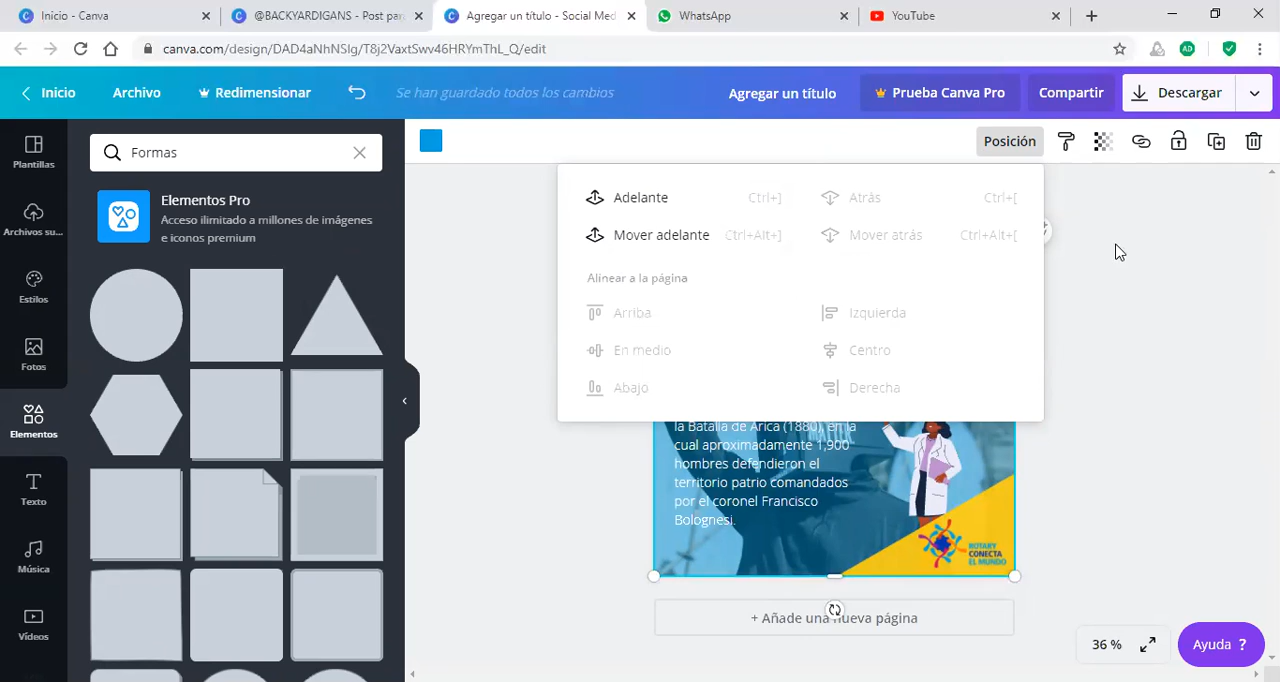 Inicio - Canva
@BACKYARDIGANS - Post par
Agregar un título - Social Med
WhatsApp
YouTube
canva.com/design/DAD4aNhNSIg/T8j2VaxtSwv46HRYmThL_Q/edit
AD
Inicio
Archivo
Redimensionar
Se han guardado todos los cambios
Agregar un título
Prueba Canva Pro
Compartir
Descargar
Plantillas
Archivos su...
Estilos
Fotos
Elementos
Texto
Música
Vídeos
Formas
Elementos Pro
Acceso ilimitado a millones de imágenes
e iconos premium
Posición
Adelante Ctrl+]
Atrás Ctrl+[
Mover adelante Ctrl+Alt+]
Mover atrás Ctrl+Alt+[
Alinear a la página
Arriba
Izquierda
En medio
Centro
Abajo
Derecha
la Batalla de Arica (1880), en la
cual aproximadamente 1,900
hombres defendieron el
territorio patrio comandados
por el coronel Francisco
Bolognesi.
ROTARY
CONECTA
EL MUNDO
+ Añade una nueva página
36 %
Ayuda ?